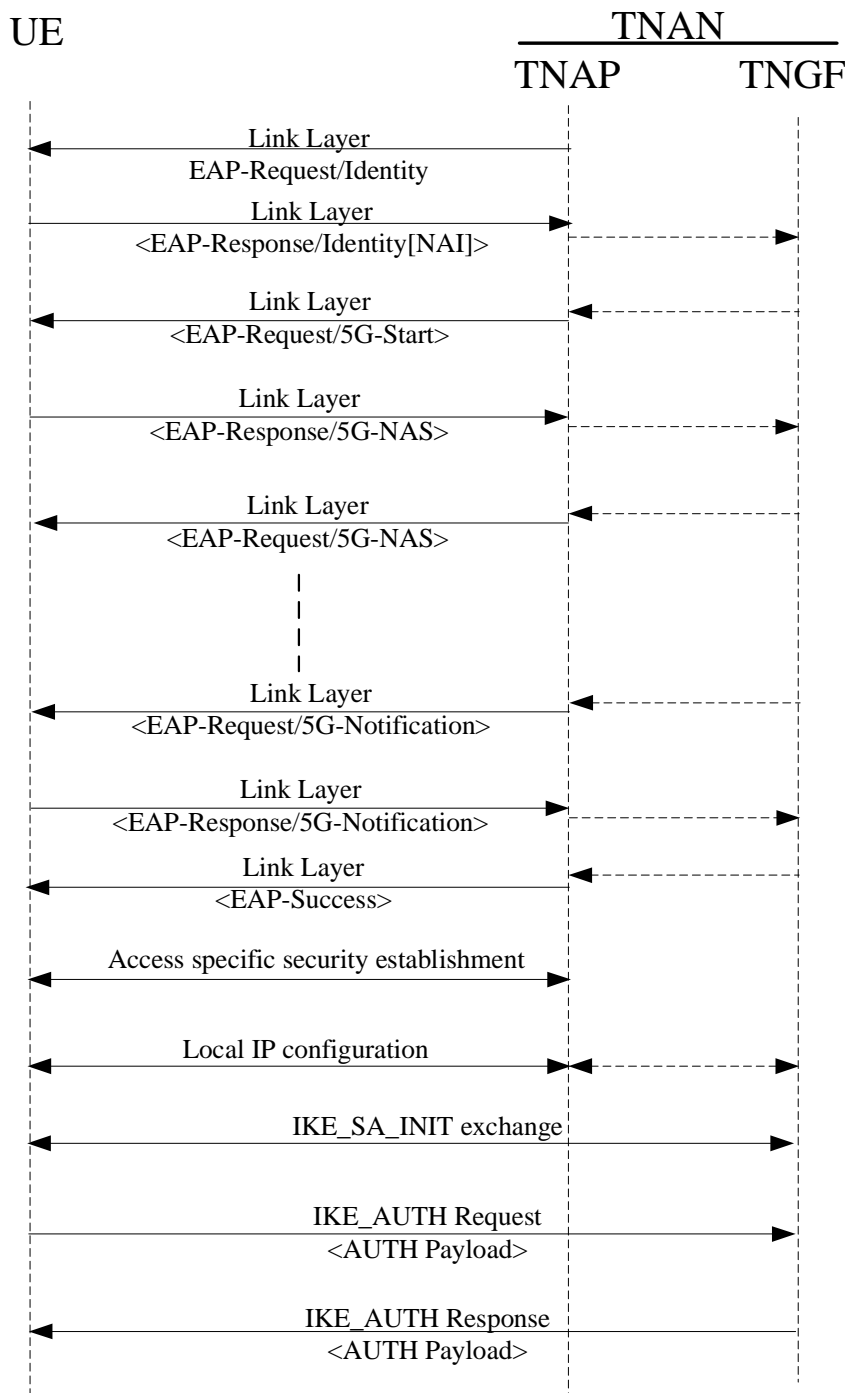 UE
TNAN
TNAP
TNGF
Link Layer
EAP-Request/Identity
Link Layer
<EAP-Response/Identity[NAI]>
Link Layer
<EAP-Request/5G-Start>
Link Layer
<EAP-Response/5G-NAS>
Link Layer
<EAP-Request/5G-NAS>
Link Layer
<EAP-Request/5G-Notification>
Link Layer
<EAP-Response/5G-Notification>
Link Layer
<EAP-Success>
Access specific security establishment
Local IP configuration
IKE_SA_INIT exchange
IKE_AUTH Request
<AUTH Payload>
IKE_AUTH Response
<AUTH Payload>